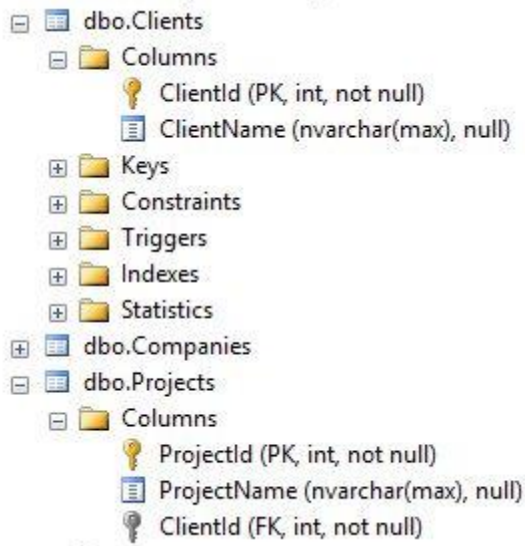 dbo.Clients
Columns
ClientId (PK, int, not null)
ClientName (nvarchar(max), null)
Keys
Constraints
Triggers
Indexes
Statistics
dbo.Companies
dbo.Projects
Columns
ProjectId (PK, int, not null)
ProjectName (nvarchar(max), null)
ClientId (FK, int, not null)